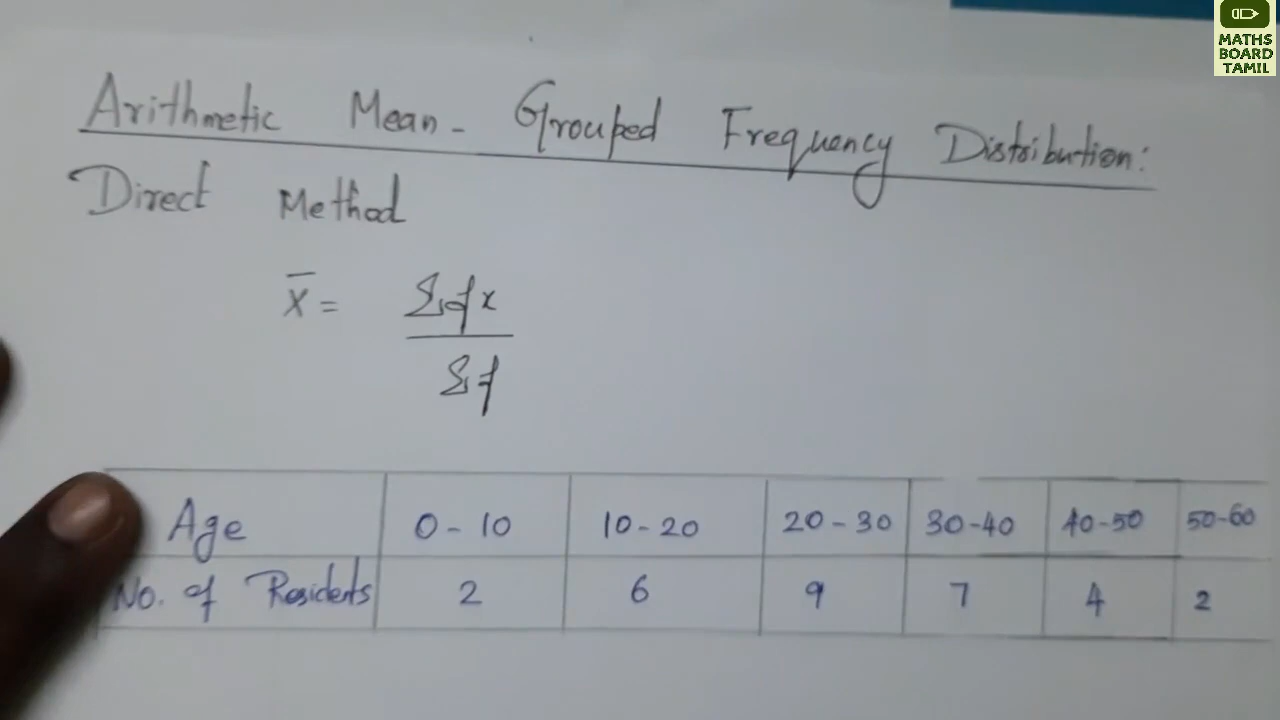 MATHS
BOARD
TAMIL
Arithmetic Mean - Grouped Frequency Distribution:
Direct Method
X̄ = Σfx / Σf
Age 0-10 10-20 20-30 30-40 40-50 50-60
No. of Residents 2 6 9 7 4 2